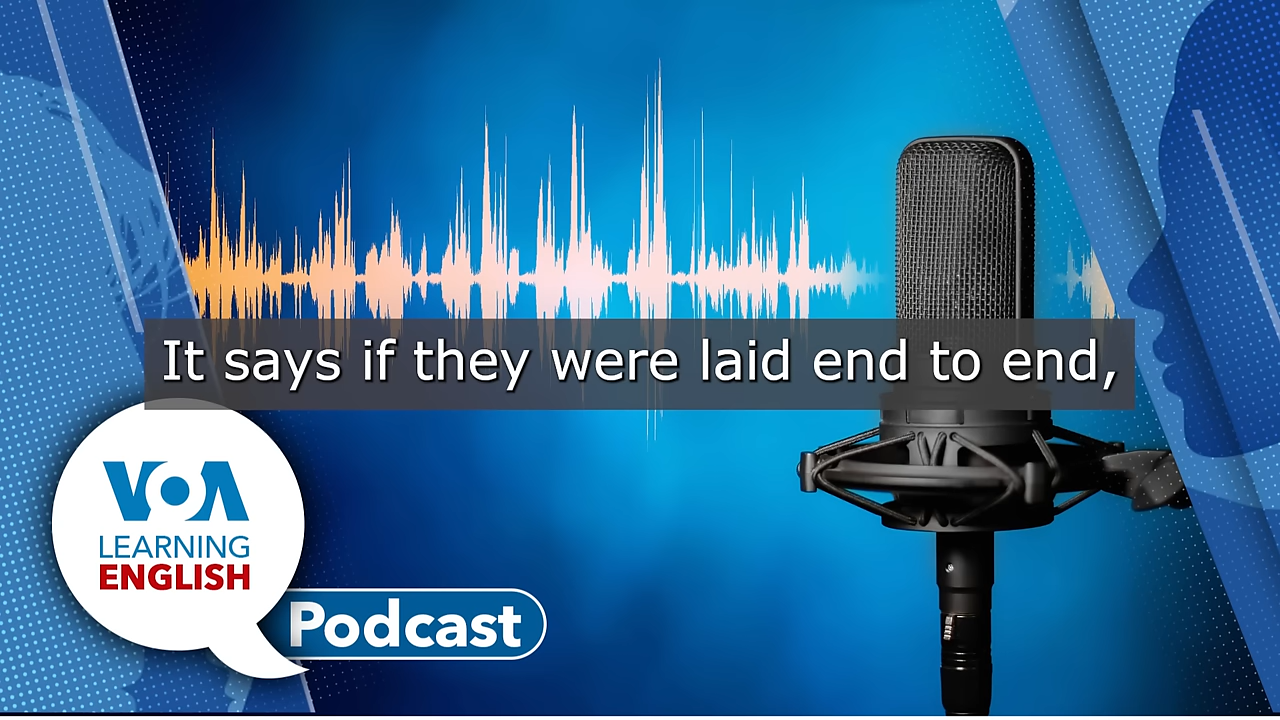 It says if they were laid end to end,
VOA
LEARNING
ENGLISH
Podcast